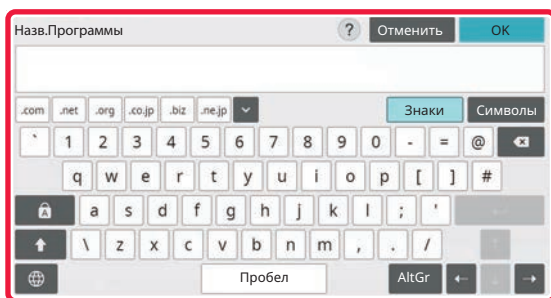 Назв.Программы ? Отменить OK
.com .net .org .co.jp .biz .ne.jp Знаки Символы
` 1 2 3 4 5 6 7 8 9 0 - = @
q w e r t y u i o p [ ] #
A a s d f g h j k l ; '
\ z x c v b n m , . /
Пробел AltGr ← ↓ →